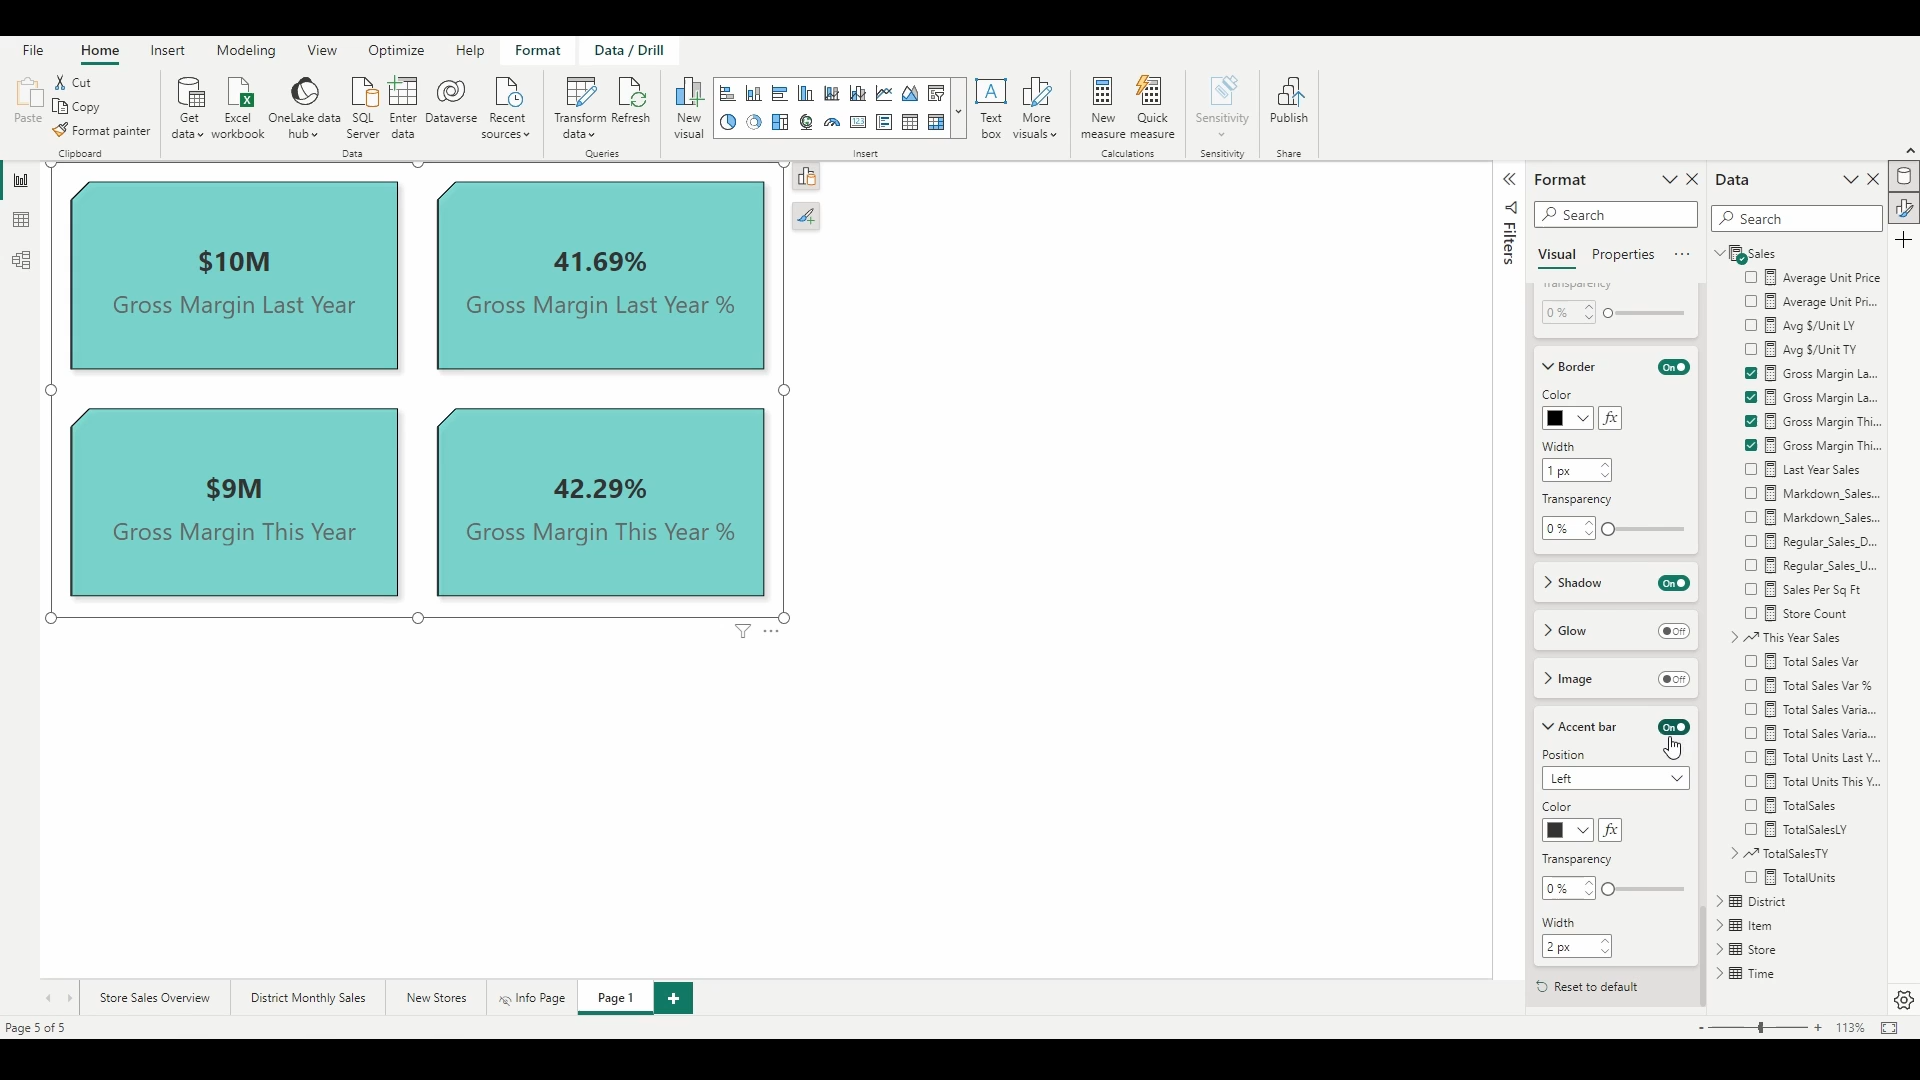 File Home Insert Modeling View Optimize Help Format Data / Drill
Paste
Cut
Copy
Format painter
Clipboard
Get data
Excel workbook
OneLake data hub
SQL Server
Enter data
Dataverse
Recent sources
Data
Transform data
Refresh
Queries
New visual
Text box
More visuals
Insert
New measure
Quick measure
Calculations
Sensitivity
Sensitivity
Publish
Share
$10M
Gross Margin Last Year
41.69%
Gross Margin Last Year %
$9M
Gross Margin This Year
42.29%
Gross Margin This Year %
Filters
Format
Search
Visual Properties
Transparency
0 %
Border On
Color
fx
Width
1 px
Transparency
0 %
Shadow On
Glow Off
Image Off
Accent bar On
Position
Left
Color
fx
Transparency
0 %
Width
2 px
Reset to default
Data
Search
Sales
Average Unit Price
Average Unit Pri...
Avg $/Unit LY
Avg $/Unit TY
Gross Margin La...
Gross Margin La...
Gross Margin Thi...
Gross Margin Thi...
Last Year Sales
Markdown_Sales...
Markdown_Sales...
Regular_Sales_D...
Regular_Sales_U...
Sales Per Sq Ft
Store Count
This Year Sales
Total Sales Var
Total Sales Var %
Total Sales Varia...
Total Sales Varia...
Total Units Last Y...
Total Units This Y...
TotalSales
TotalSalesLY
TotalSalesTY
TotalUnits
District
Item
Store
Time
Store Sales Overview District Monthly Sales New Stores Info Page Page 1 +
Page 5 of 5
- + 113%